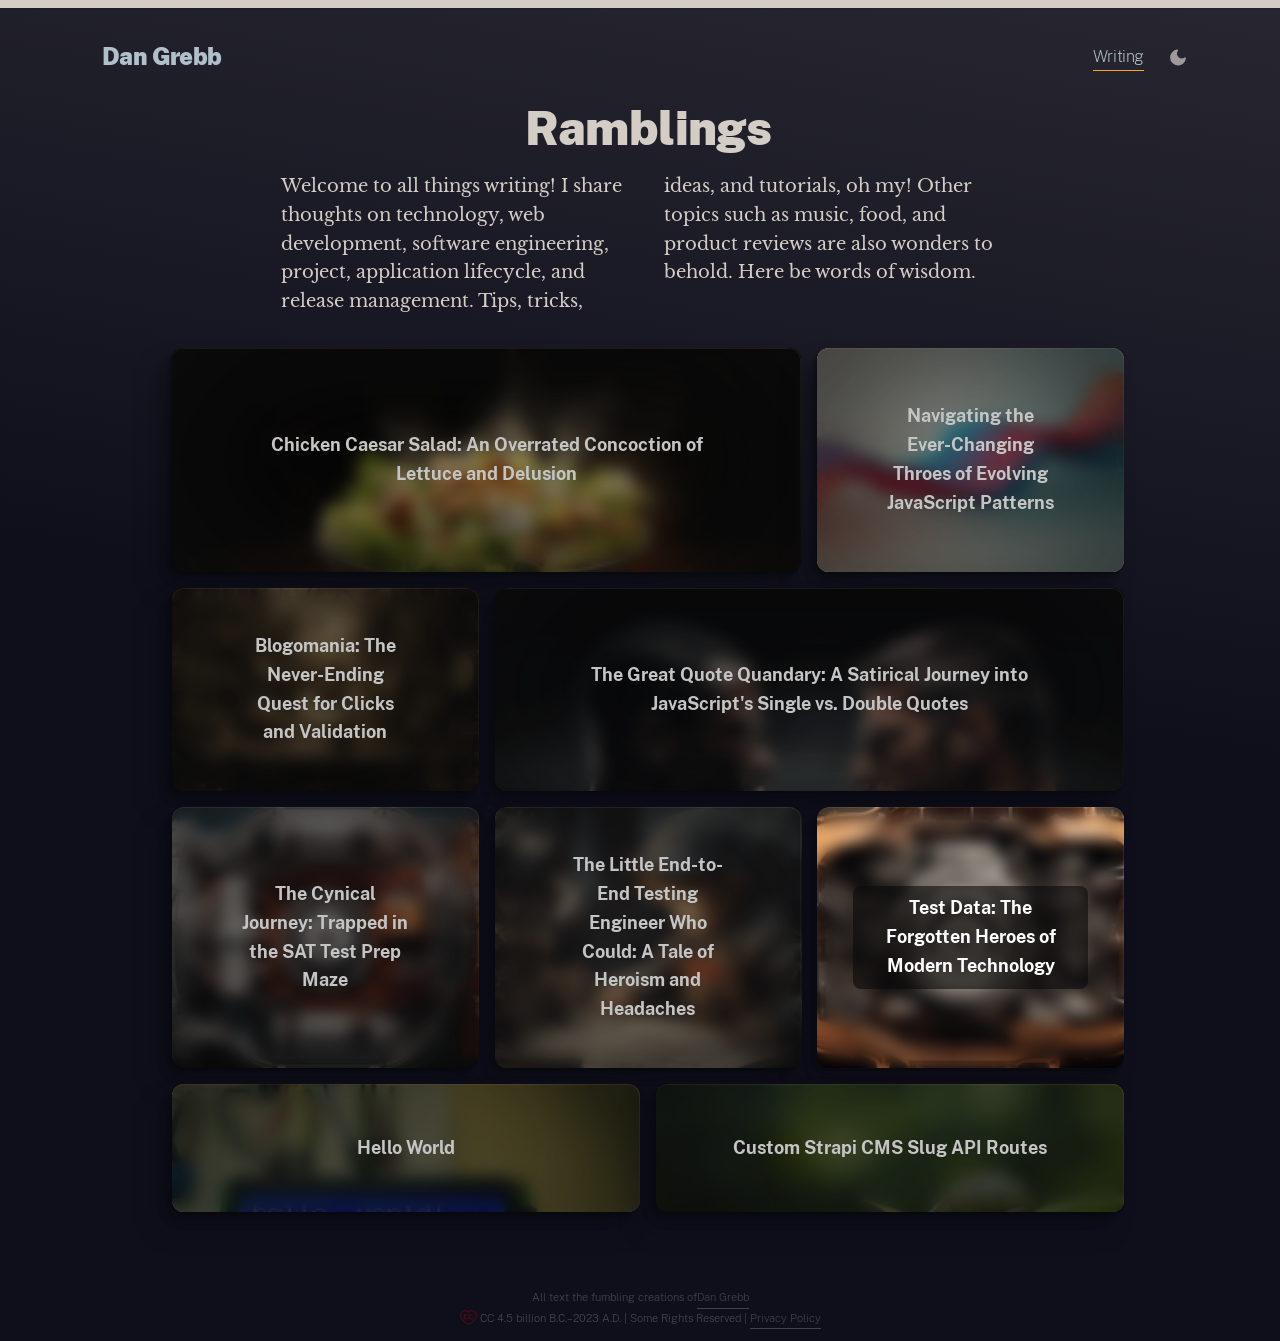 Dan Grebb
Writing
Ramblings
Welcome to all things writing! I share
thoughts on technology, web
development, software engineering,
project, application lifecycle, and
release management. Tips, tricks,
ideas, and tutorials, oh my! Other
topics such as music, food, and
product reviews are also wonders to
behold. Here be words of wisdom.
Chicken Caesar Salad: An Overrated Concoction of
Lettuce and Delusion
Navigating the
Ever-Changing
Throes of Evolving
JavaScript Patterns
Blogomania: The
Never-Ending
Quest for Clicks
and Validation
The Great Quote Quandary: A Satirical Journey into
JavaScript's Single vs. Double Quotes
The Cynical
Journey: Trapped in
the SAT Test Prep
Maze
The Little End-to-
End Testing
Engineer Who
Could: A Tale of
Heroism and
Headaches
Test Data: The
Forgotten Heroes of
Modern Technology
Hello World
Custom Strapi CMS Slug API Routes
All text the fumbling creations ofDan Grebb
CC 4.5 billion B.C.–2023 A.D. | Some Rights Reserved | Privacy Policy